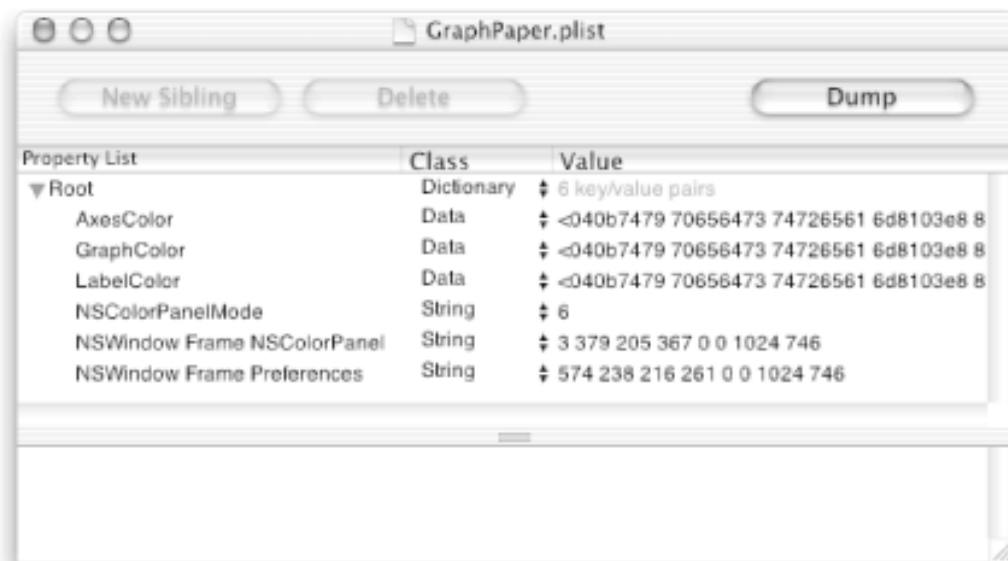 GraphPaper.plist
New Sibling Delete Dump
Property List Class Value
Root Dictionary 6 key/value pairs
AxesColor Data <040b7479 70656473 74726561 6d8103e8 8
GraphColor Data <040b7479 70656473 74726561 6d8103e8 8
LabelColor Data <040b7479 70656473 74726561 6d8103e8 8
NSColorPanelMode String 6
NSWindow Frame NSColorPanel String 3 379 205 367 0 0 1024 746
NSWindow Frame Preferences String 574 238 216 261 0 0 1024 746